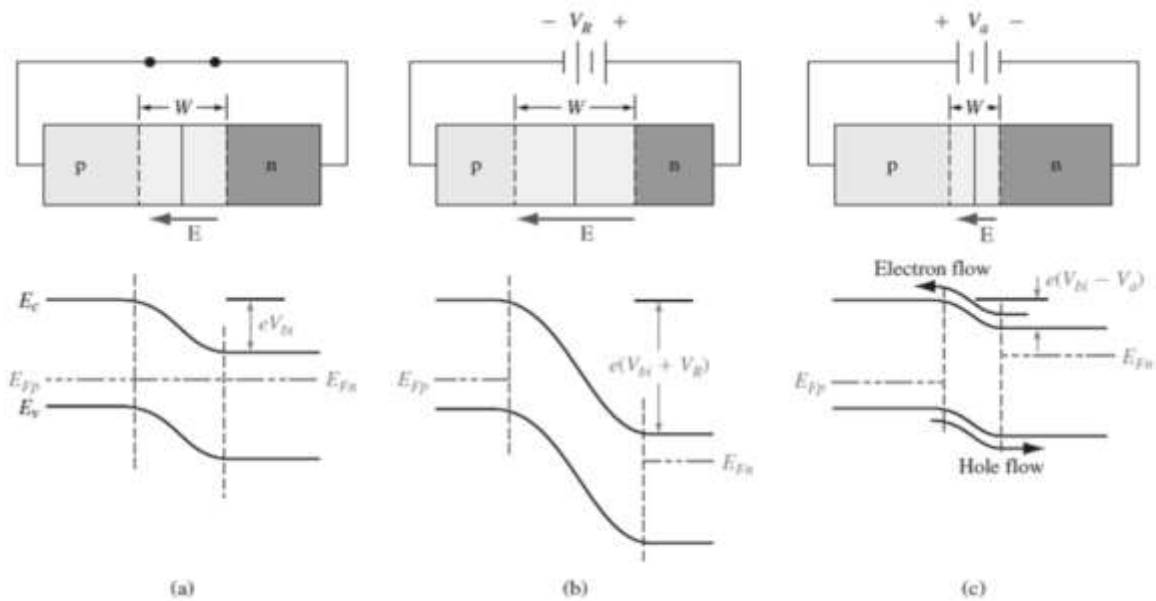 − V_R +
+ V_a −
W
W
W
p
n
p
n
p
n
E
E
E
Electron flow
e(V_bi − V_a)
E_c
eV_bi
e(V_bi + V_R)
E_Fp
E_Fn
E_Fp
E_Fn
E_Fp
E_v
E_Fn
Hole flow
(a)
(b)
(c)